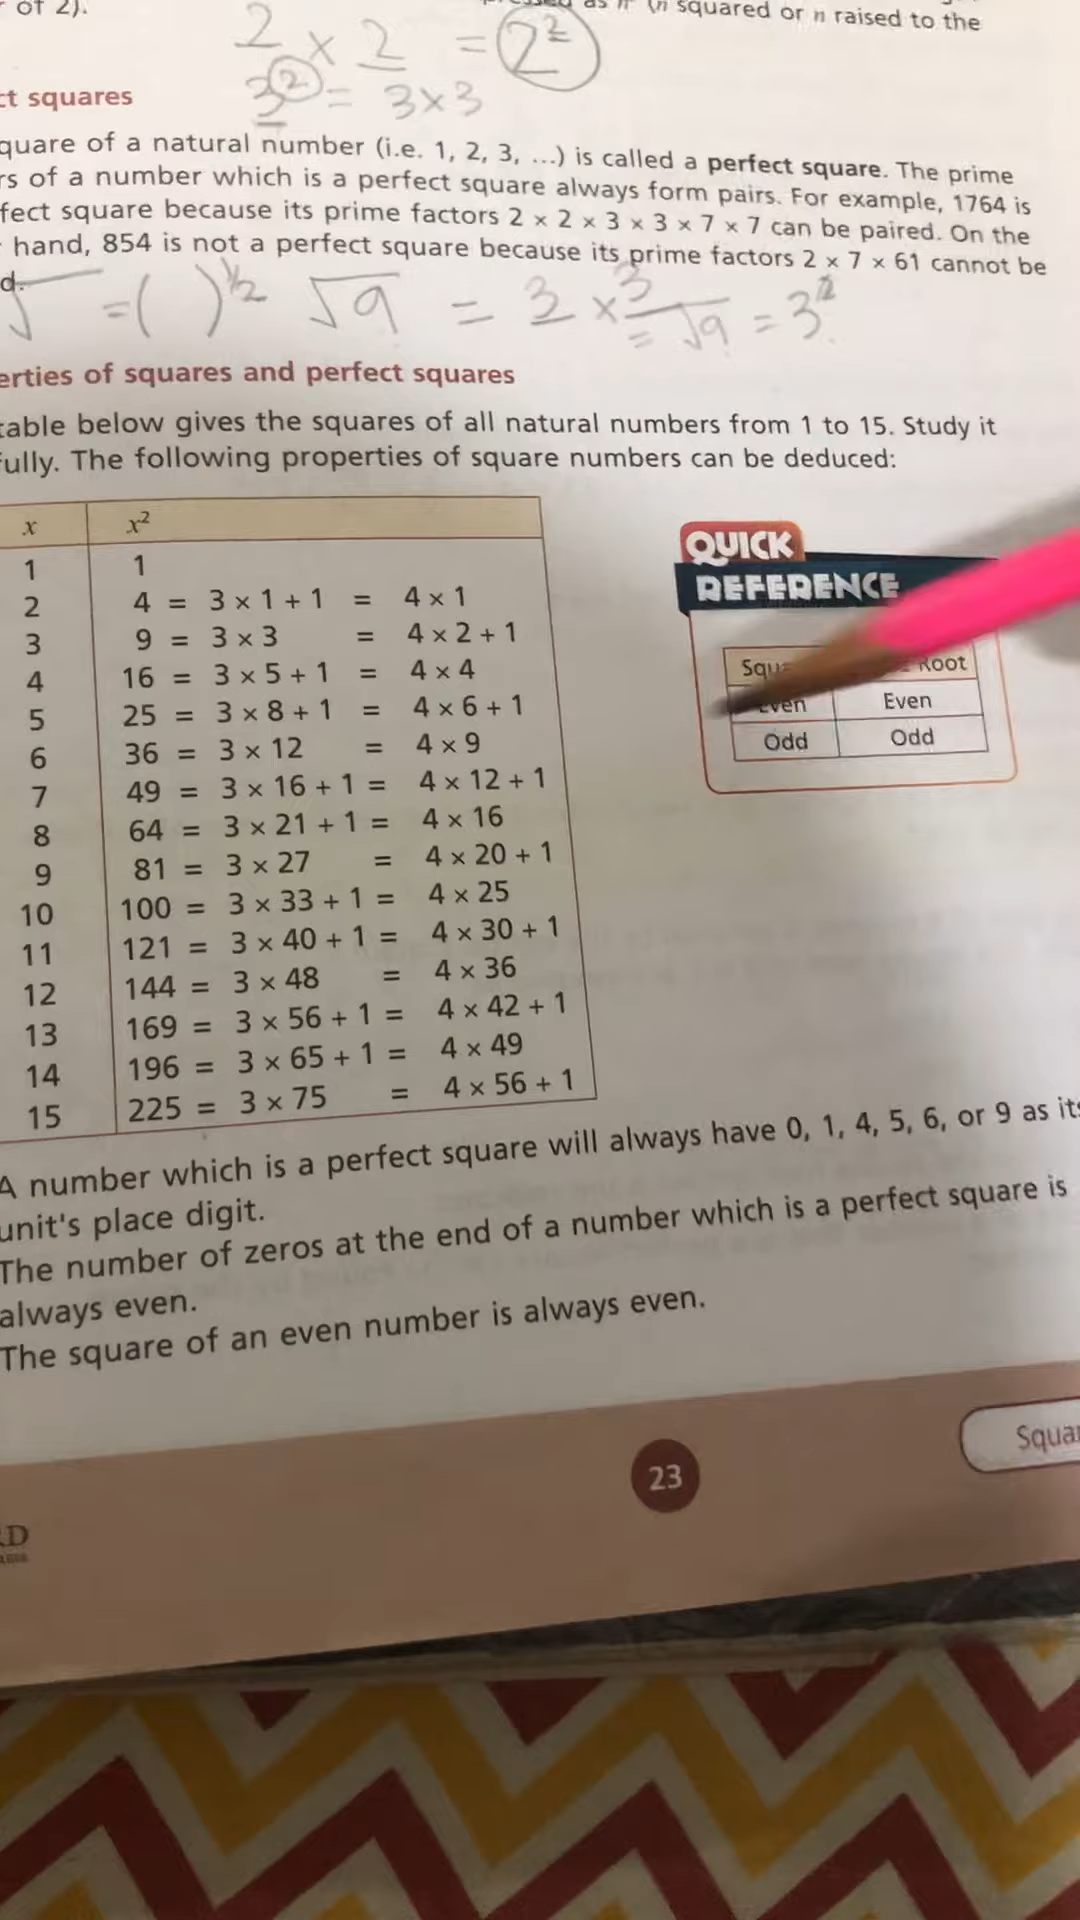 of 2).
n squared or n raised to the
2 × 2 = 2²
3² = 3×3
ct squares
quare of a natural number (i.e. 1, 2, 3, ...) is called a perfect square. The prime
rs of a number which is a perfect square always form pairs. For example, 1764 is
fect square because its prime factors 2 × 2 × 3 × 3 × 7 × 7 can be paired. On the
hand, 854 is not a perfect square because its prime factors 2 × 7 × 61 cannot be
d.
√ = ( )^½ √9 = 3 × 3 = √9 = 3²
erties of squares and perfect squares
table below gives the squares of all natural numbers from 1 to 15. Study it
fully. The following properties of square numbers can be deduced:
x x²
1 1
2 4 = 3 × 1 + 1 = 4 × 1
3 9 = 3 × 3 = 4 × 2 + 1
4 16 = 3 × 5 + 1 = 4 × 4
5 25 = 3 × 8 + 1 = 4 × 6 + 1
6 36 = 3 × 12 = 4 × 9
7 49 = 3 × 16 + 1 = 4 × 12 + 1
8 64 = 3 × 21 + 1 = 4 × 16
9 81 = 3 × 27 = 4 × 20 + 1
10 100 = 3 × 33 + 1 = 4 × 25
11 121 = 3 × 40 + 1 = 4 × 30 + 1
12 144 = 3 × 48 = 4 × 36
13 169 = 3 × 56 + 1 = 4 × 42 + 1
14 196 = 3 × 65 + 1 = 4 × 49
15 225 = 3 × 75 = 4 × 56 + 1
QUICK
REFERENCE
Squ Root
Even Even
Odd Odd
A number which is a perfect square will always have 0, 1, 4, 5, 6, or 9 as its
unit's place digit.
The number of zeros at the end of a number which is a perfect square is
always even.
The square of an even number is always even.
Squa
23
RD